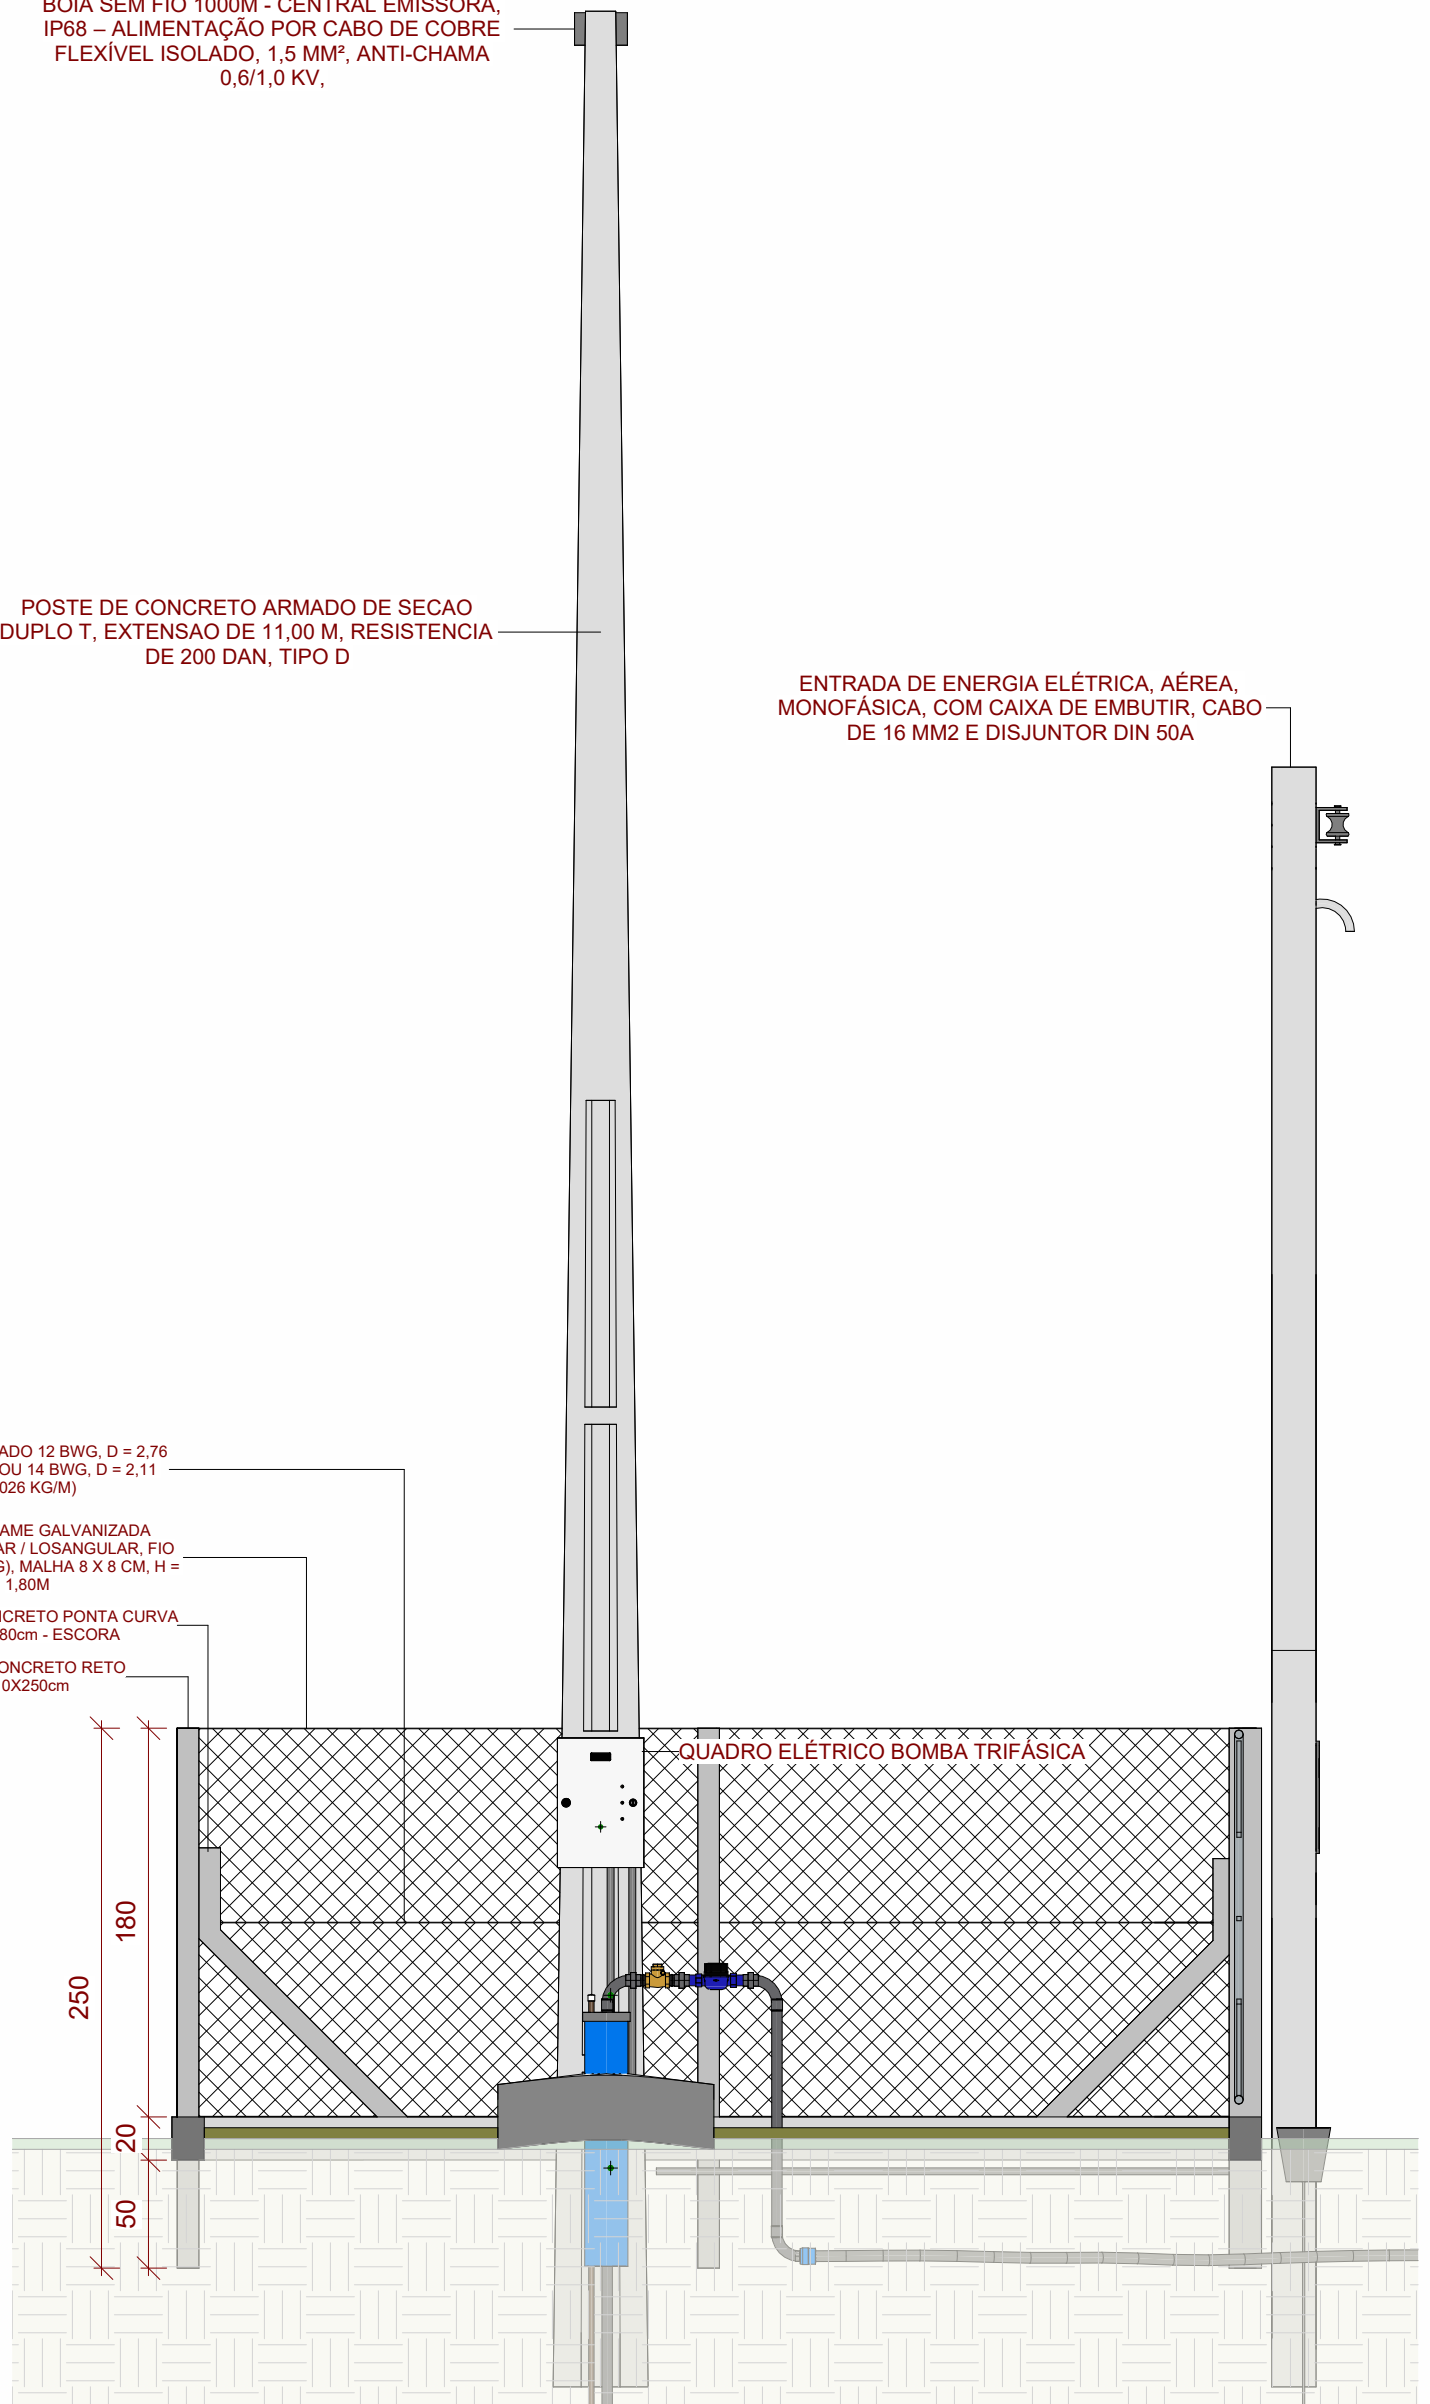 BOIA SEM FIO 1000M - CENTRAL EMISSORA,
IP68 – ALIMENTAÇÃO POR CABO DE COBRE
FLEXÍVEL ISOLADO, 1,5 MM², ANTI-CHAMA
0,6/1,0 KV,
POSTE DE CONCRETO ARMADO DE SECAO
DUPLO T, EXTENSAO DE 11,00 M, RESISTENCIA
DE 200 DAN, TIPO D
ENTRADA DE ENERGIA ELÉTRICA, AÉREA,
MONOFÁSICA, COM CAIXA DE EMBUTIR, CABO
DE 16 MM2 E DISJUNTOR DIN 50A
ADO 12 BWG, D = 2,76
OU 14 BWG, D = 2,11
026 KG/M)
AME GALVANIZADA
AR / LOSANGULAR, FIO
G), MALHA 8 X 8 CM, H =
1,80M
NCRETO PONTA CURVA
80cm - ESCORA
ONCRETO RETO
0X250cm
QUADRO ELÉTRICO BOMBA TRIFÁSICA
180
250
20
50